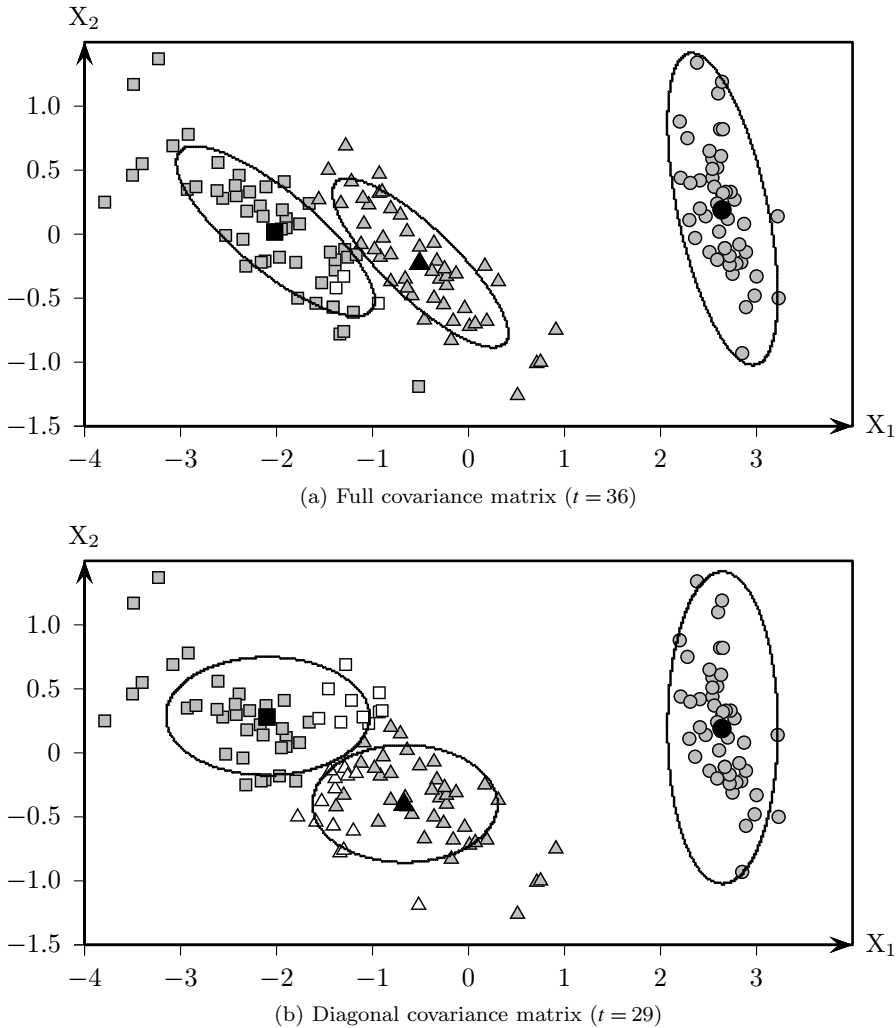 X₂
1.0
0.5
0
−0.5
−1.0
−1.5
X₁
−4 −3 −2 −1 0 1 2 3
(a) Full covariance matrix (t = 36)
X₂
1.0
0.5
0
−0.5
−1.0
−1.5
X₁
−4 −3 −2 −1 0 1 2 3
(b) Diagonal covariance matrix (t = 29)